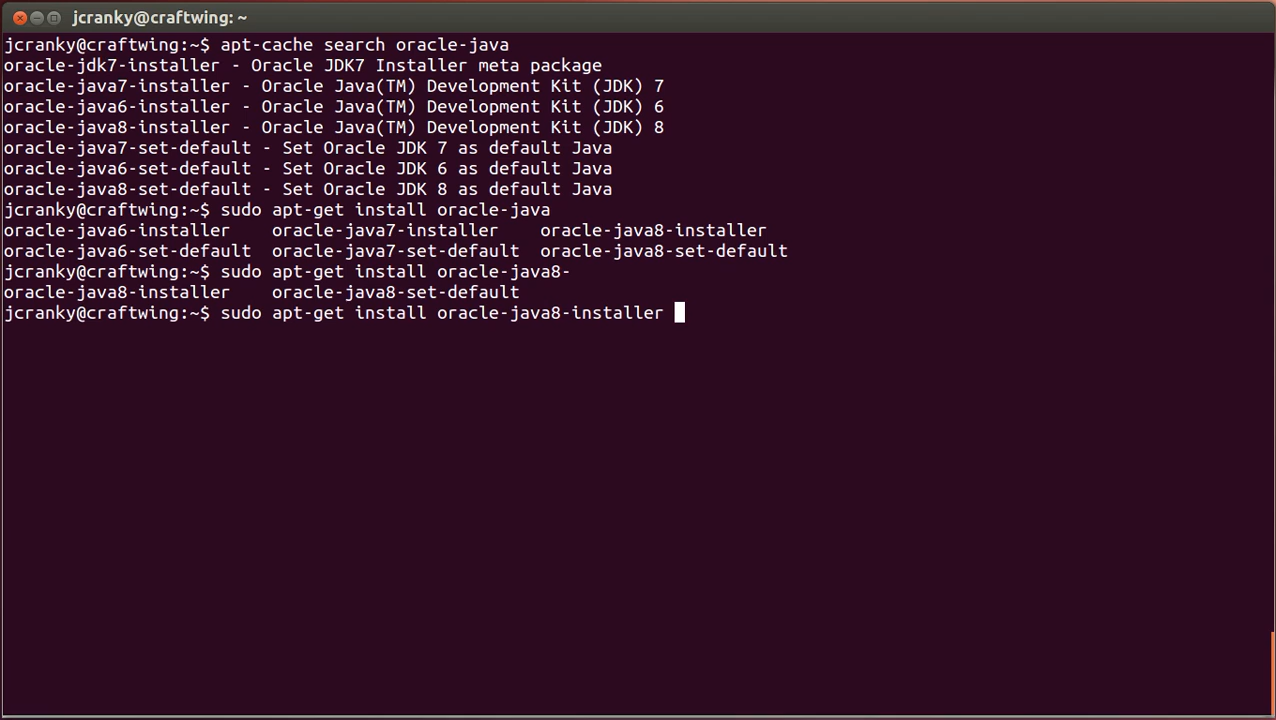 jcranky@craftwing: ~
jcranky@craftwing:~$ apt-cache search oracle-java
oracle-jdk7-installer - Oracle JDK7 Installer meta package
oracle-java7-installer - Oracle Java(TM) Development Kit (JDK) 7
oracle-java6-installer - Oracle Java(TM) Development Kit (JDK) 6
oracle-java8-installer - Oracle Java(TM) Development Kit (JDK) 8
oracle-java7-set-default - Set Oracle JDK 7 as default Java
oracle-java6-set-default - Set Oracle JDK 6 as default Java
oracle-java8-set-default - Set Oracle JDK 8 as default Java
jcranky@craftwing:~$ sudo apt-get install oracle-java
oracle-java6-installer    oracle-java7-installer    oracle-java8-installer
oracle-java6-set-default  oracle-java7-set-default  oracle-java8-set-default
jcranky@craftwing:~$ sudo apt-get install oracle-java8-
oracle-java8-installer    oracle-java8-set-default
jcranky@craftwing:~$ sudo apt-get install oracle-java8-installer